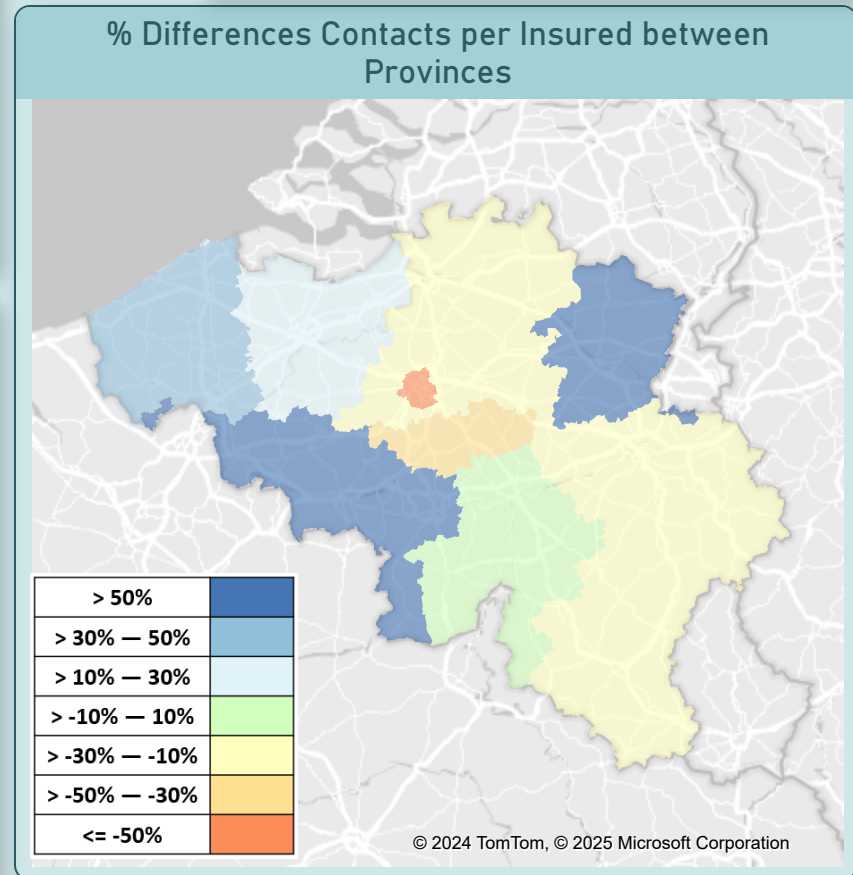 % Differences Contacts per Insured between
Provinces
> 50%
> 30% — 50%
> 10% — 30%
> -10% — 10%
> -30% — -10%
> -50% — -30%
<= -50%
© 2024 TomTom, © 2025 Microsoft Corporation